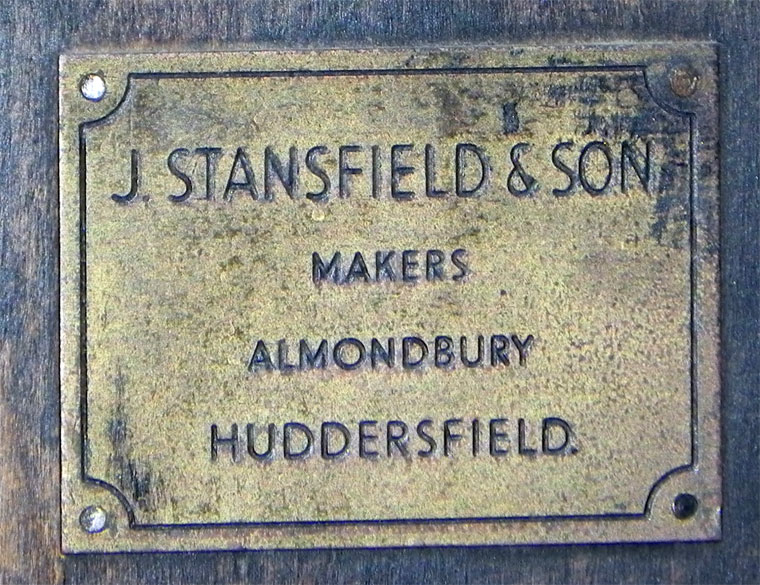 J. STANSFIELD & SON
MAKERS
ALMONDBURY
HUDDERSFIELD.